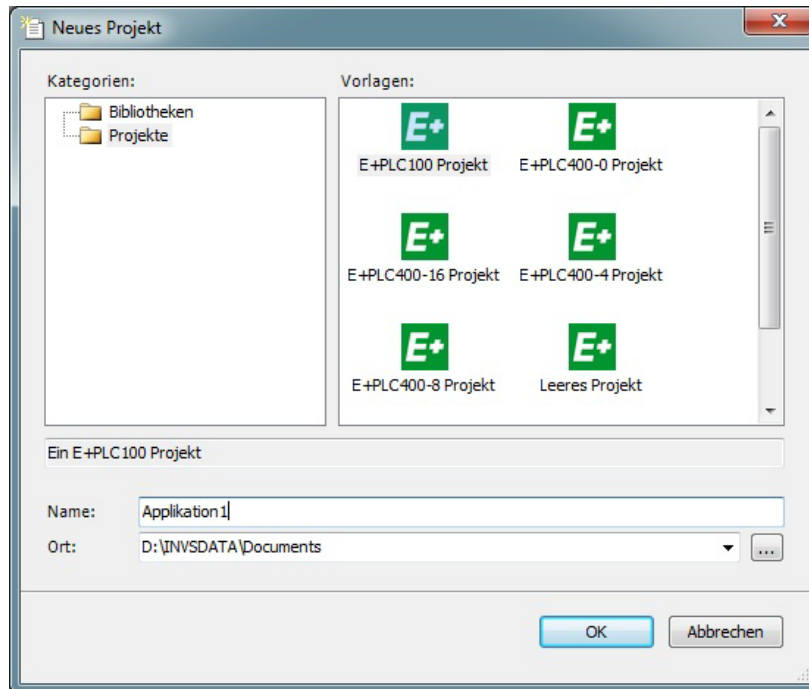 Neues Projekt
Kategorien:
Vorlagen:
Bibliotheken
Projekte
E+
E+
E+PLC100 Projekt
E+PLC400-0 Projekt
E+
E+
E+PLC400-16 Projekt
E+PLC400-4 Projekt
E+
E+
E+PLC400-8 Projekt
Leeres Projekt
Ein E+PLC100 Projekt
Name:
Applikation1
Ort:
D:\INVSDATA\Documents
...
OK
Abbrechen